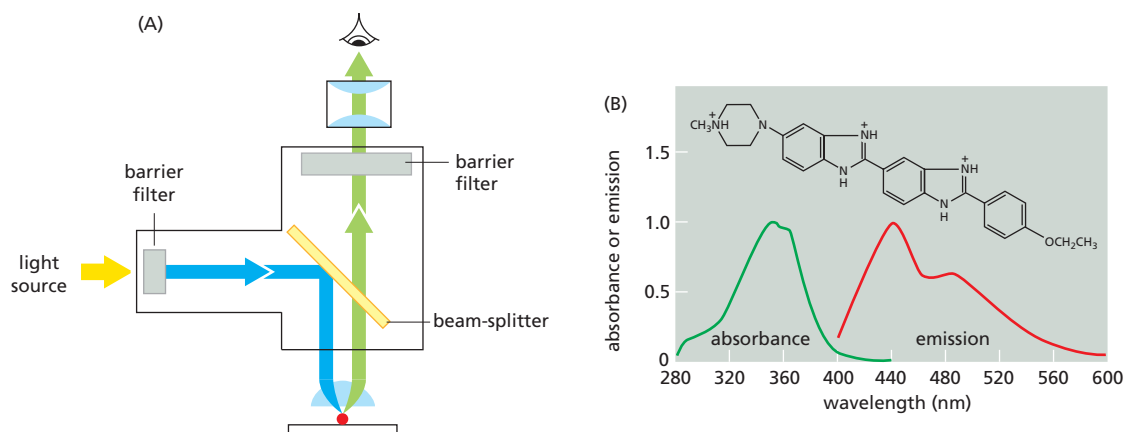 (A)
barrier
filter
light
source
barrier
filter
beam-splitter
(B)
absorbance or emission
1.5
1.0
0.5
0
280 320 360 400 440 480 520 560 600
wavelength (nm)
absorbance
emission
CH₃NH
+
N
+
NH
N
H
+
NH
N
H
OCH₂CH₃